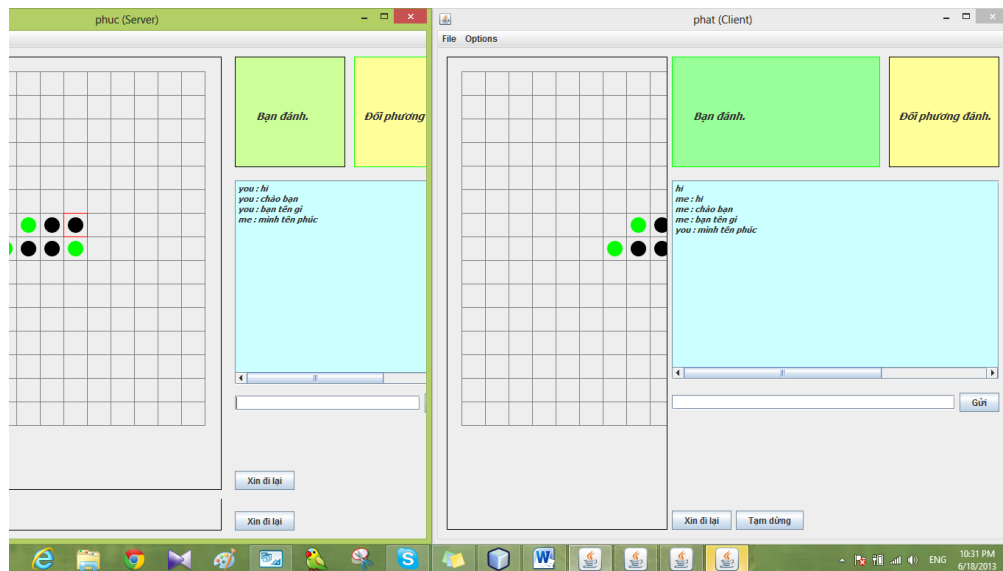 phuc (Server)
Bạn đánh.
Đối phương
you : hi
you : chào bạn
you : bạn tên gì
me : mình tên phúc
Xin đi lại
Xin đi lại
phat (Client)
File Options
Bạn đánh.
Đối phương đánh.
hi
me : hi
me : chào bạn
me : bạn tên gì
you : mình tên phúc
Gửi
Xin đi lại
Tạm dừng
ENG
10:31 PM
6/18/2013